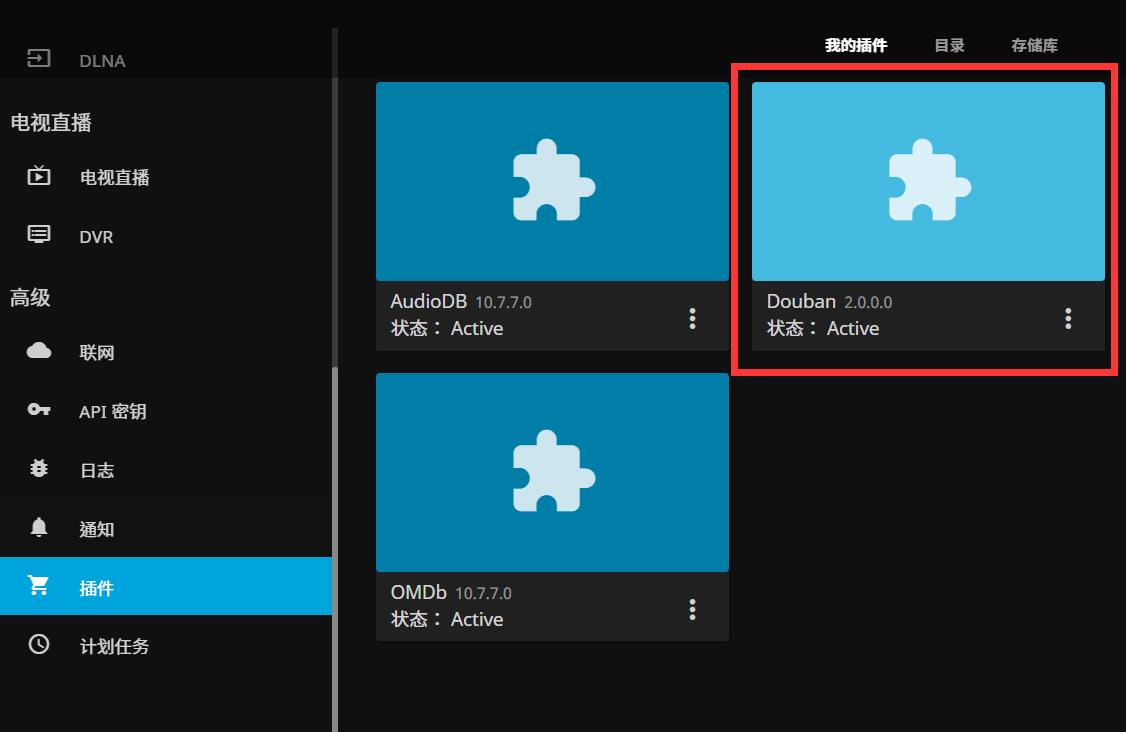 DLNA
电视直播
电视直播
DVR
高级
联网
API 密钥
日志
通知
插件
计划任务
我的插件 目录 存储库
AudioDB 10.7.7.0
状态： Active
Douban 2.0.0.0
状态： Active
OMDb 10.7.7.0
状态： Active